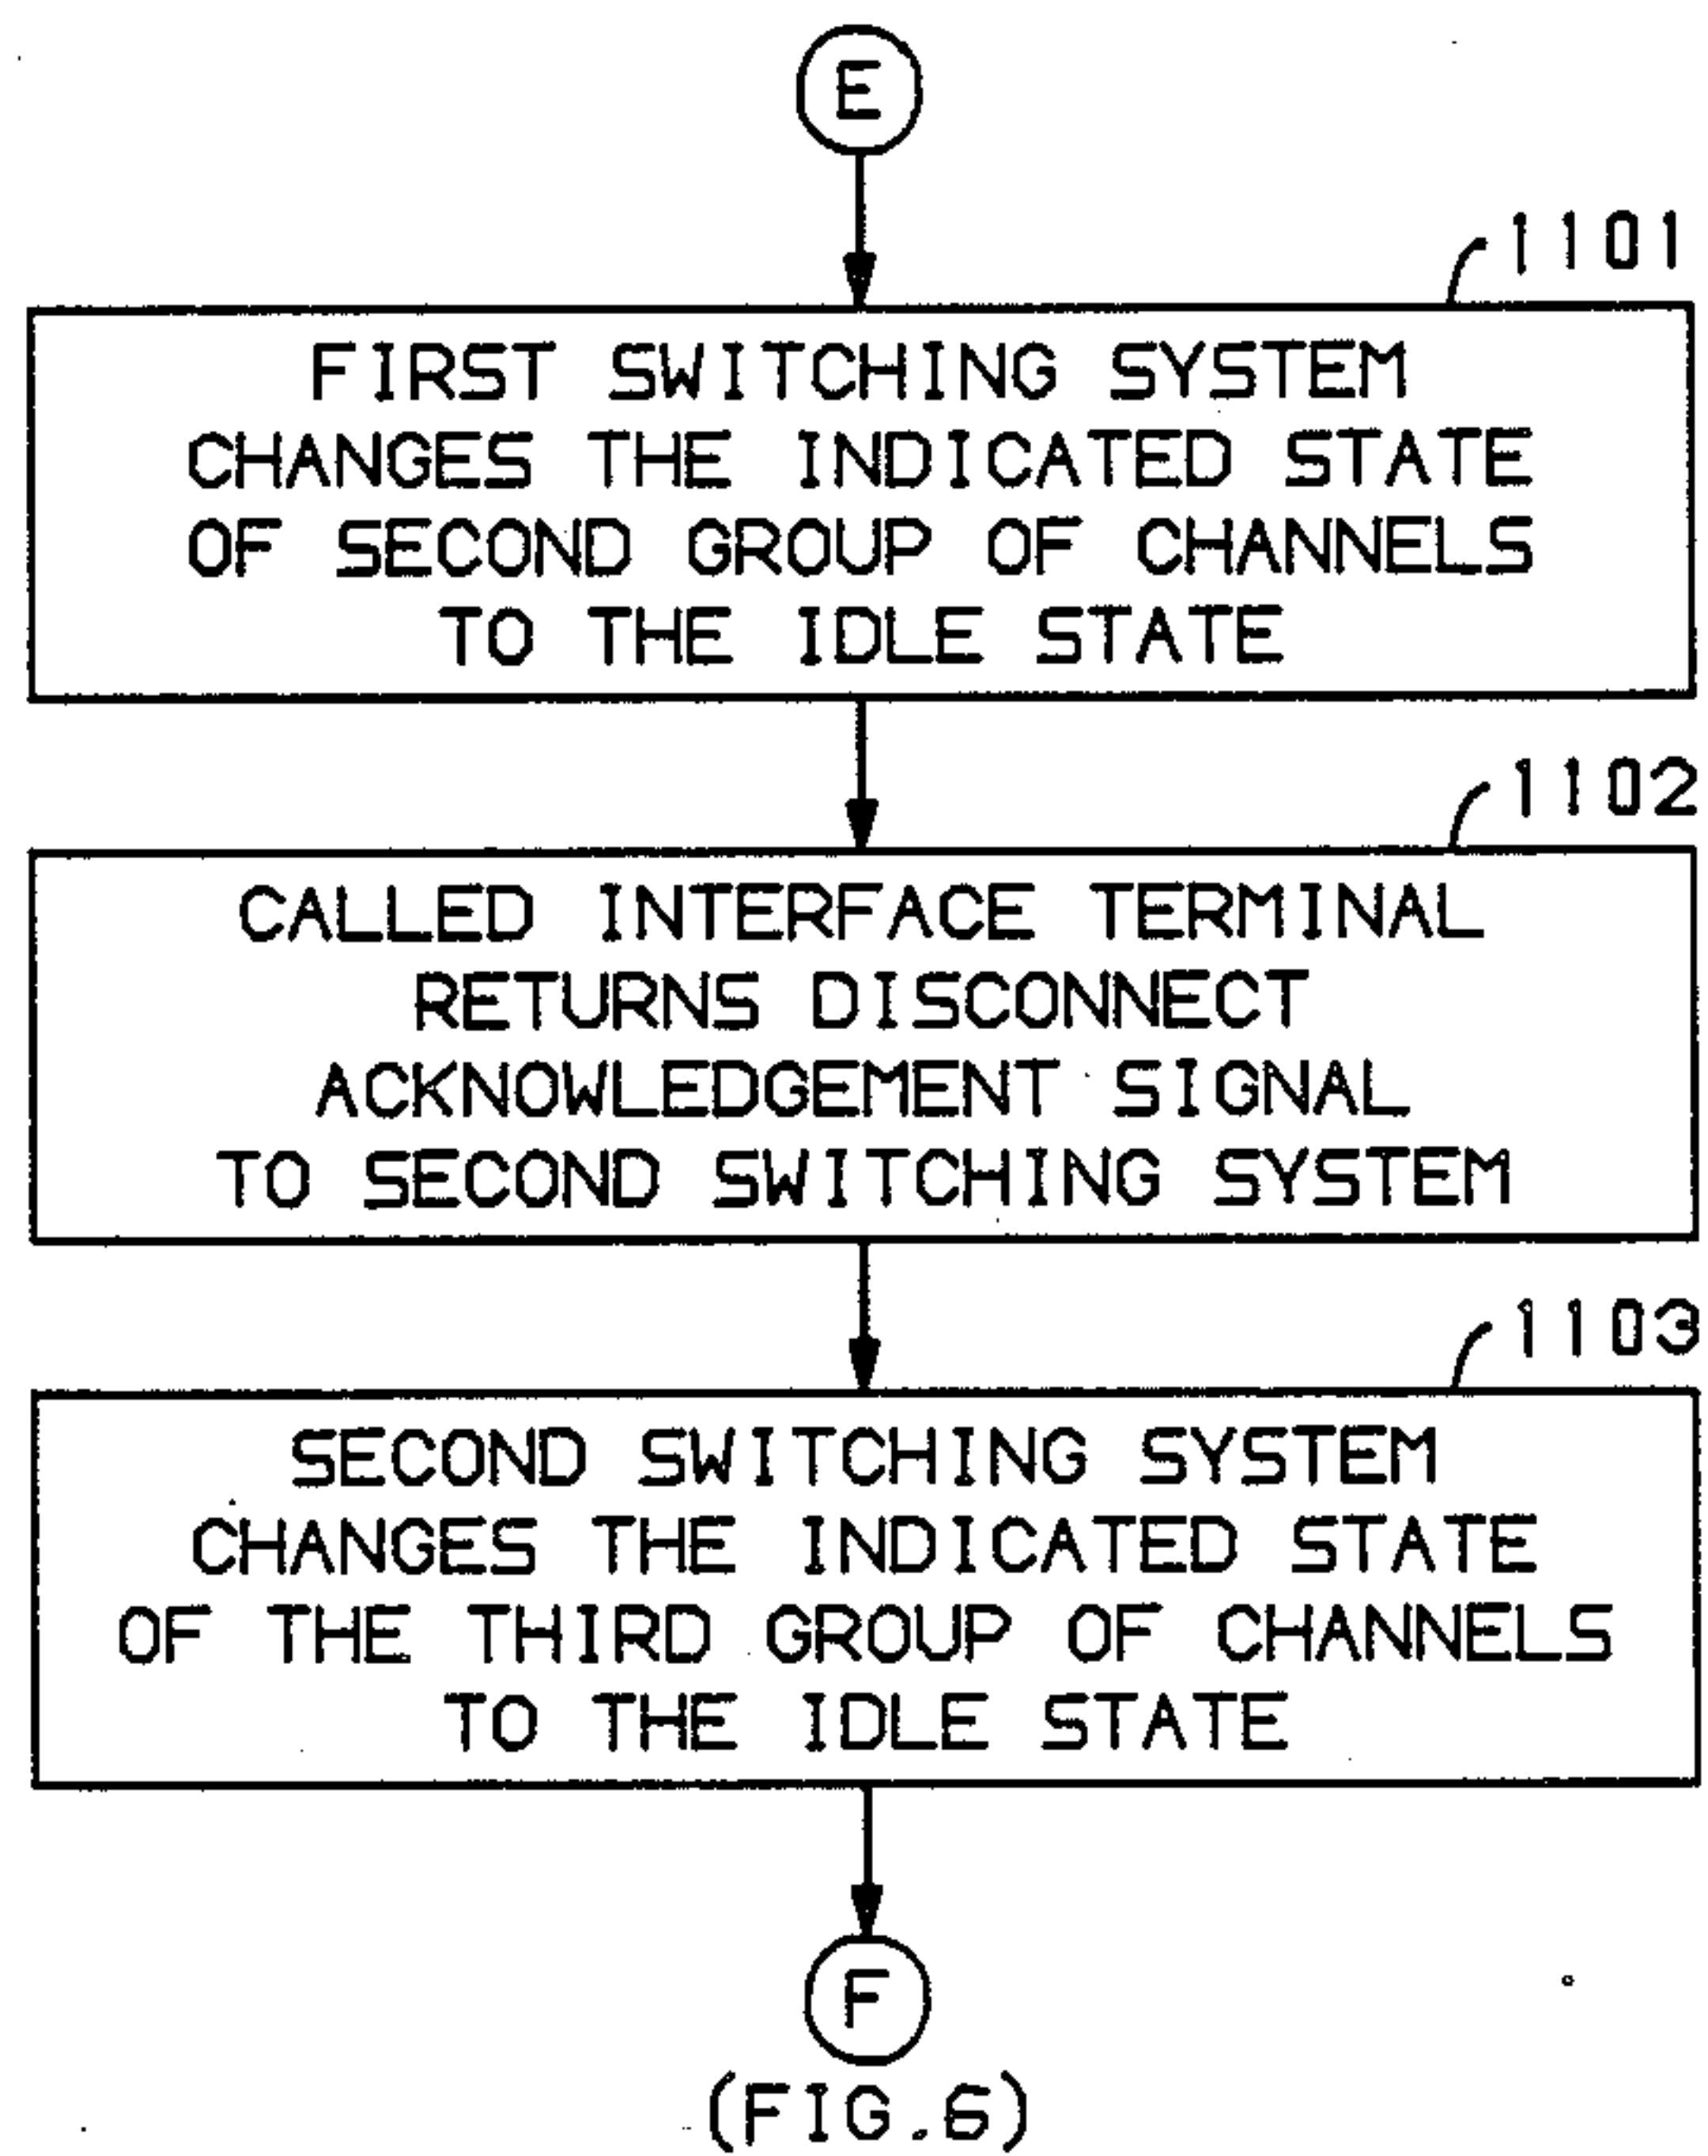 E
1101
FIRST SWITCHING SYSTEM
CHANGES THE INDICATED STATE
OF SECOND GROUP OF CHANNELS
TO THE IDLE STATE
1102
CALLED INTERFACE TERMINAL
RETURNS DISCONNECT
ACKNOWLEDGEMENT SIGNAL
TO SECOND SWITCHING SYSTEM
1103
SECOND SWITCHING SYSTEM
CHANGES THE INDICATED STATE
OF THE THIRD GROUP OF CHANNELS
TO THE IDLE STATE
F
(FIG.6)